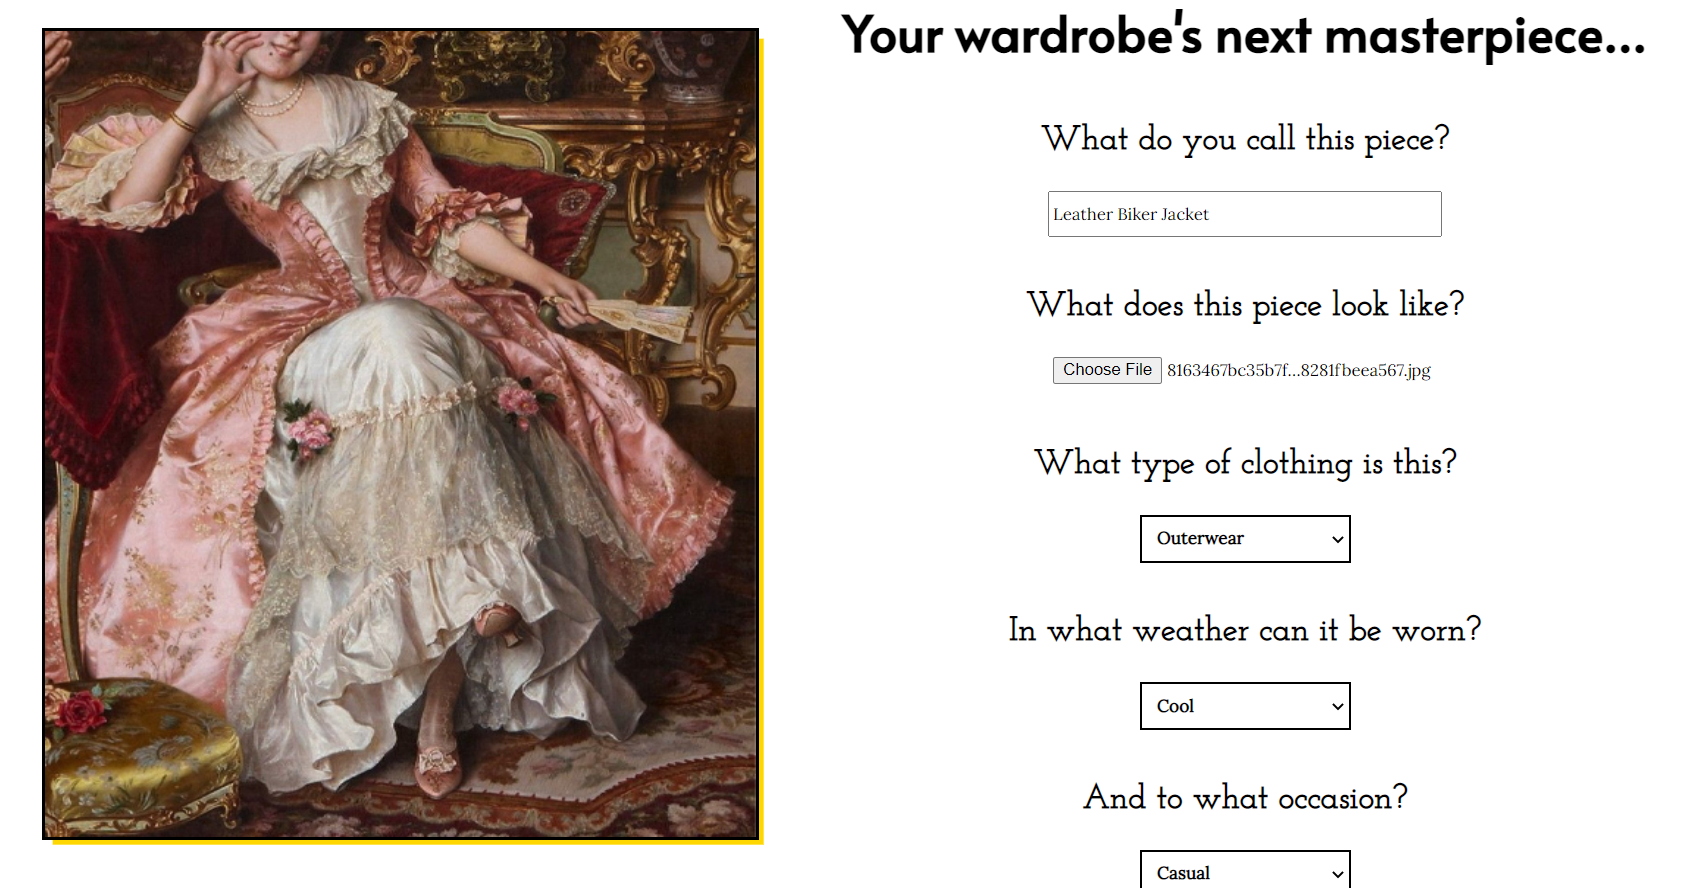 Your wardrobe's next masterpiece...
What do you call this piece?
Leather Biker Jacket
What does this piece look like?
Choose File 8163467bc35b7f...8281fbeea567.jpg
What type of clothing is this?
Outerwear
In what weather can it be worn?
Cool
And to what occasion?
Casual